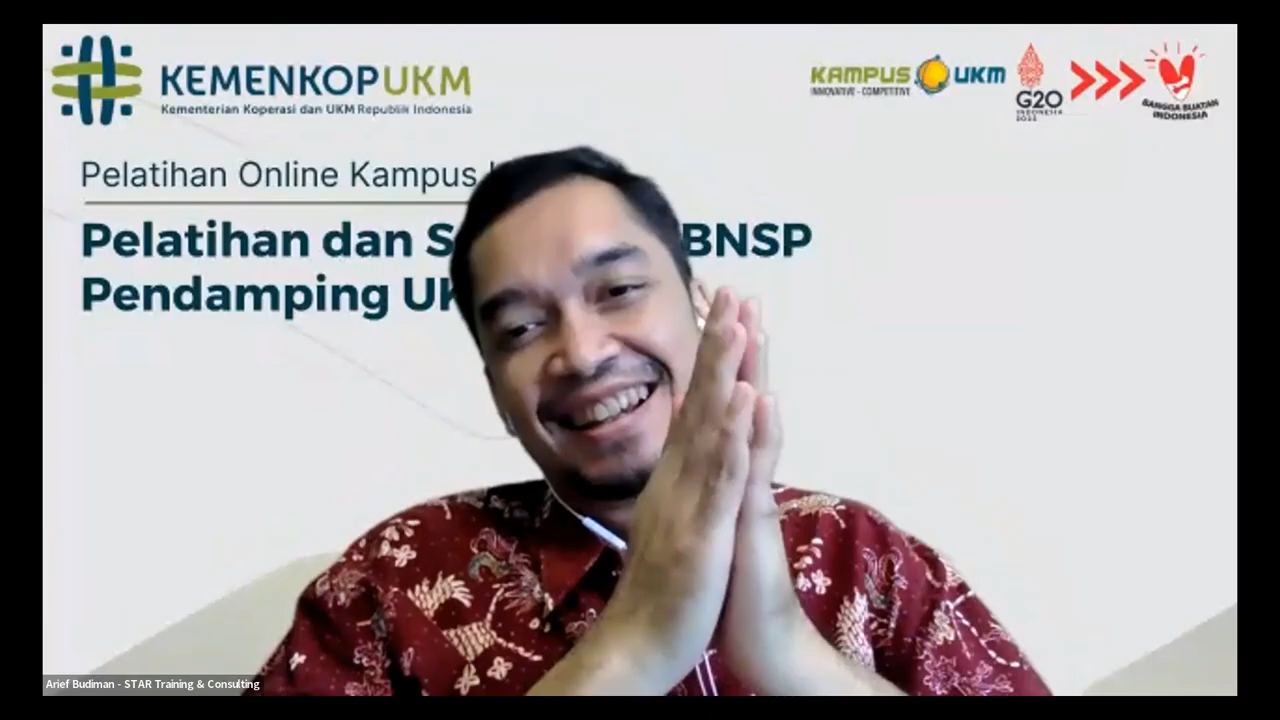 KEMENKOPUKM
Kementerian Koperasi dan UKM Republik Indonesia
KAMPUS UKM
INNOVATIVE - COMPETITIVE
G20
INDONESIA
2022
BANGGA BUATAN
INDONESIA
Pelatihan Online Kampus
Pelatihan dan S BNSP
Pendamping UK
Arief Budiman - STAR Training & Consulting